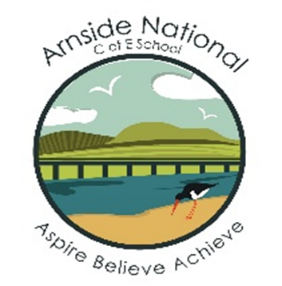 Arnside National
C of E School
Aspire Believe Achieve